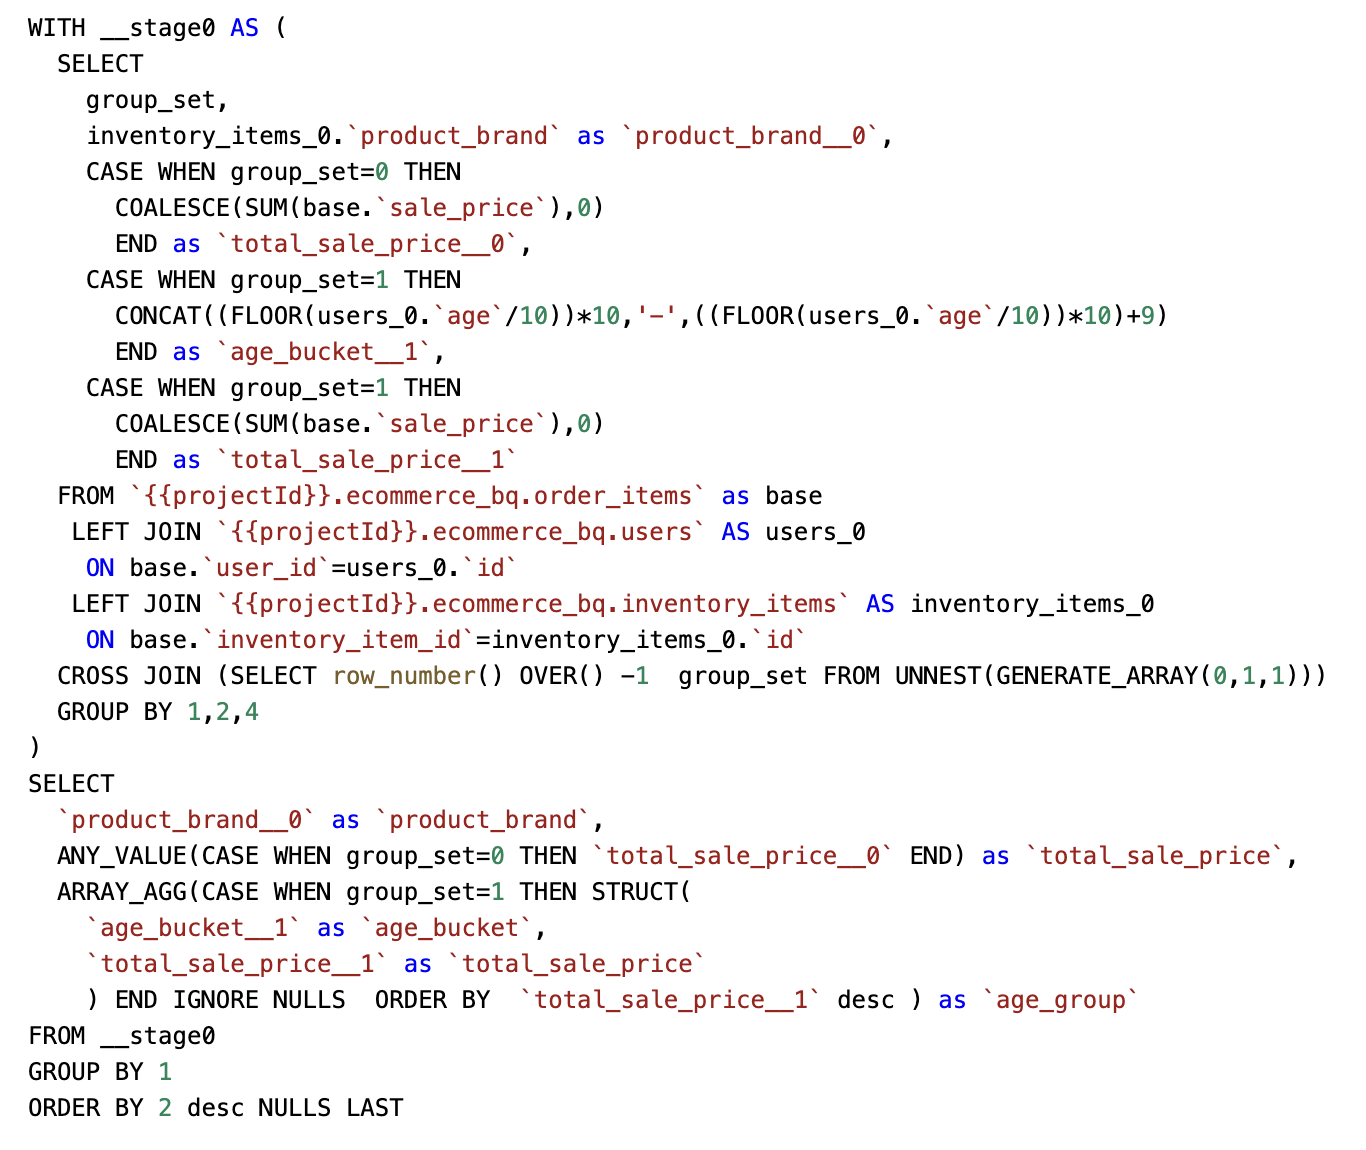 WITH __stage0 AS (
  SELECT
    group_set,
    inventory_items_0.`product_brand` as `product_brand__0`,
    CASE WHEN group_set=0 THEN
      COALESCE(SUM(base.`sale_price`),0)
      END as `total_sale_price__0`,
    CASE WHEN group_set=1 THEN
      CONCAT((FLOOR(users_0.`age`/10))*10,'-',((FLOOR(users_0.`age`/10))*10)+9)
      END as `age_bucket__1`,
    CASE WHEN group_set=1 THEN
      COALESCE(SUM(base.`sale_price`),0)
      END as `total_sale_price__1`
  FROM `{{projectId}}.ecommerce_bq.order_items` as base
   LEFT JOIN `{{projectId}}.ecommerce_bq.users` AS users_0
    ON base.`user_id`=users_0.`id`
   LEFT JOIN `{{projectId}}.ecommerce_bq.inventory_items` AS inventory_items_0
    ON base.`inventory_item_id`=inventory_items_0.`id`
  CROSS JOIN (SELECT row_number() OVER() -1  group_set FROM UNNEST(GENERATE_ARRAY(0,1,1)))
  GROUP BY 1,2,4
)
SELECT
  `product_brand__0` as `product_brand`,
  ANY_VALUE(CASE WHEN group_set=0 THEN `total_sale_price__0` END) as `total_sale_price`,
  ARRAY_AGG(CASE WHEN group_set=1 THEN STRUCT(
    `age_bucket__1` as `age_bucket`,
    `total_sale_price__1` as `total_sale_price`
    ) END IGNORE NULLS  ORDER BY  `total_sale_price__1` desc ) as `age_group`
FROM __stage0
GROUP BY 1
ORDER BY 2 desc NULLS LAST